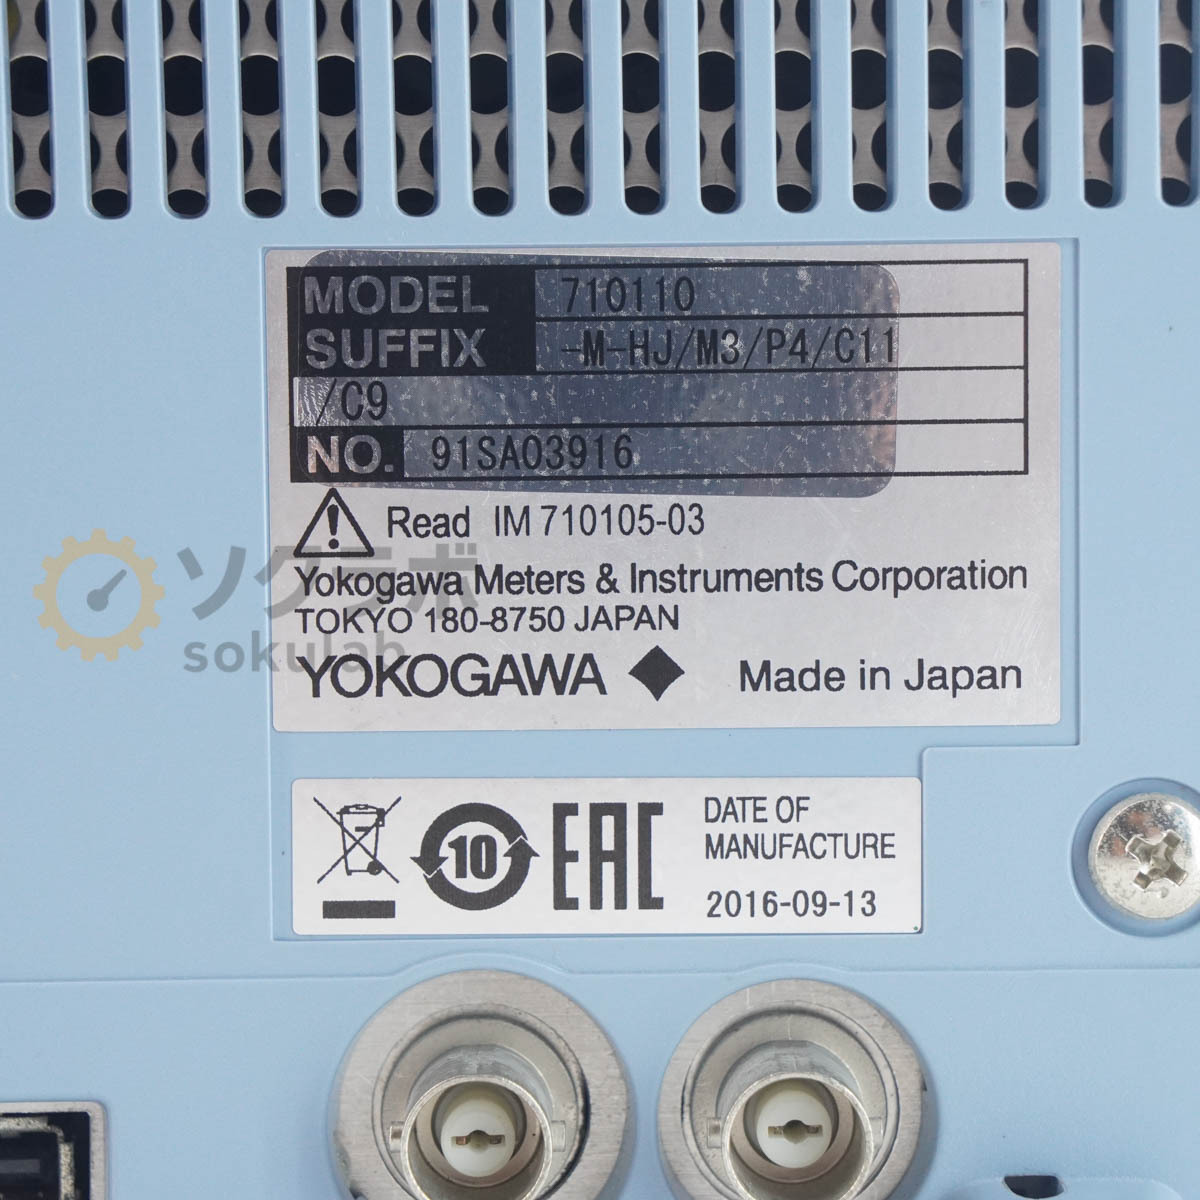 MODEL 710110
SUFFIX -M-HJ/M3/P4/C11
/C9
NO. 91SA03916
Read IM 710105-03
ソクラボ
Yokogawa Meters & Instruments Corporation
TOKYO 180-8750 JAPAN
sokulab
YOKOGAWA Made in Japan
10
EAC
DATE OF
MANUFACTURE
2016-09-13